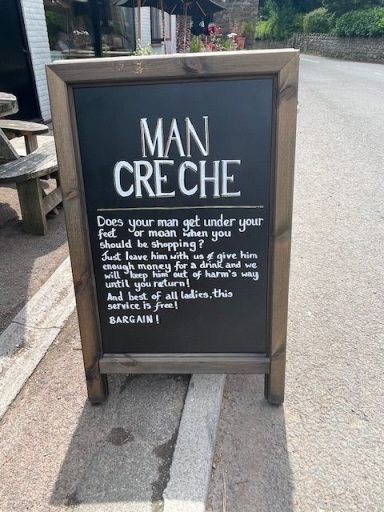 MAN
CRECHE
Does your man get under your
feet or moan when you
should be shopping?
Just leave him with us & give him
enough money for a drink and we
will keep him out of harm's way
until you return!
And best of all ladies, this
service is free!
BARGAIN!